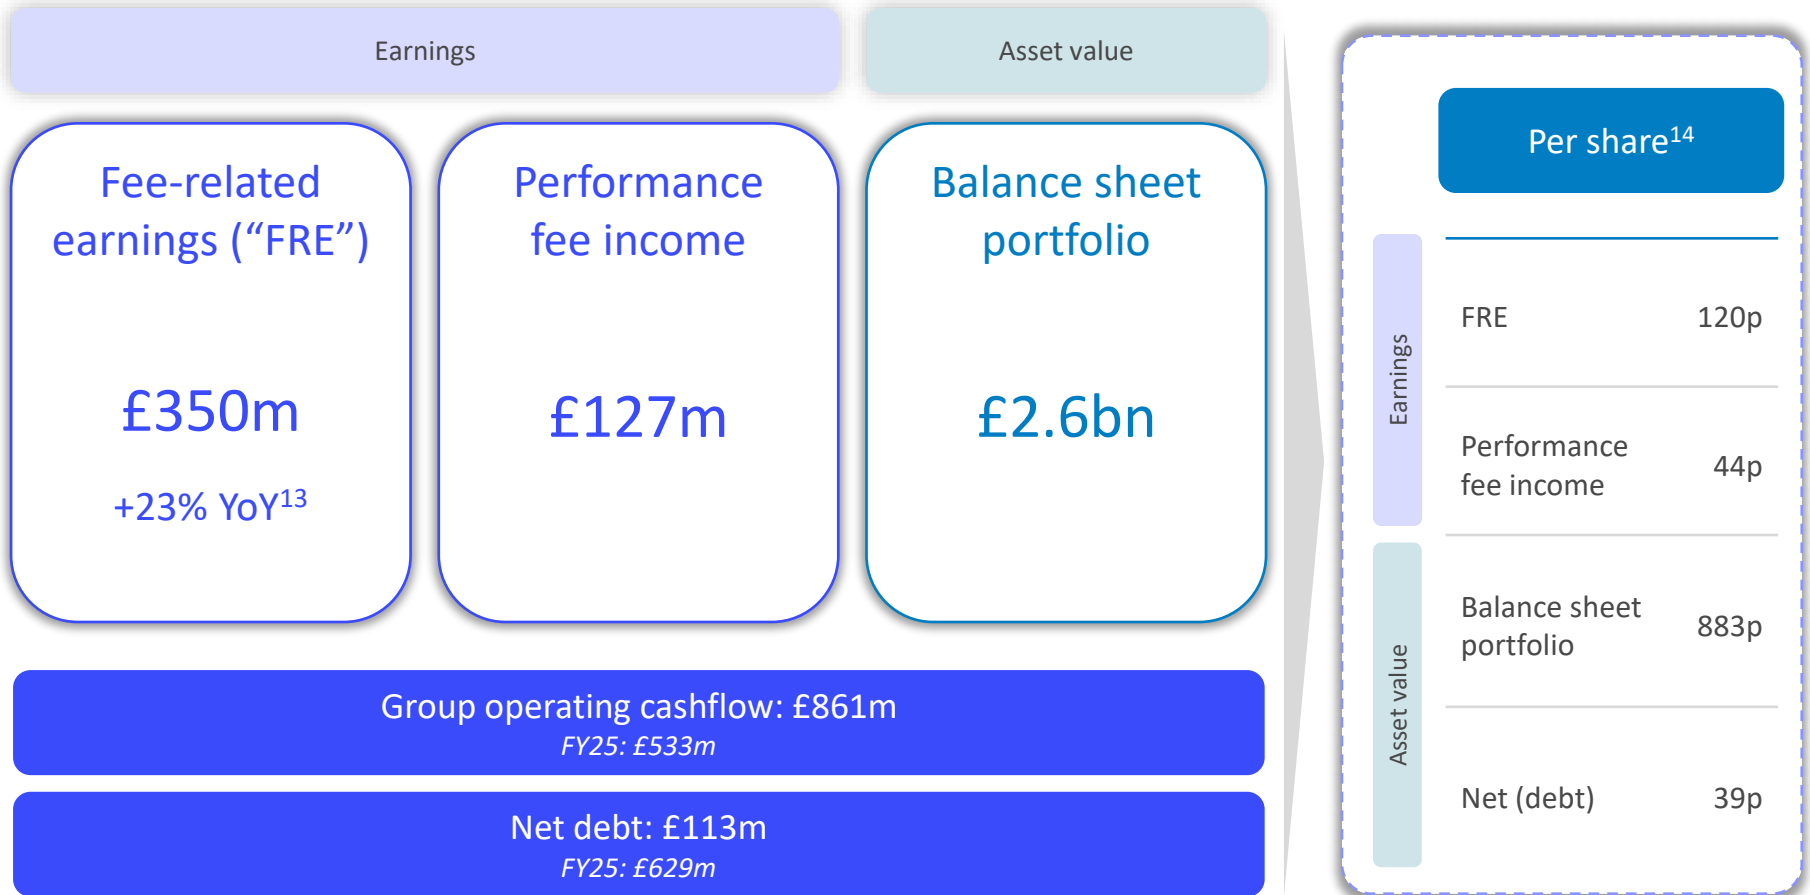 Earnings
Asset value
Fee-related
earnings (“FRE”)
£350m
+23% YoY13
Performance
fee income
£127m
Balance sheet
portfolio
£2.6bn
Group operating cashflow: £861m
FY25: £533m
Net debt: £113m
FY25: £629m
Per share14
Earnings
FRE 120p
Performance
fee income 44p
Asset value
Balance sheet
portfolio 883p
Net (debt) 39p